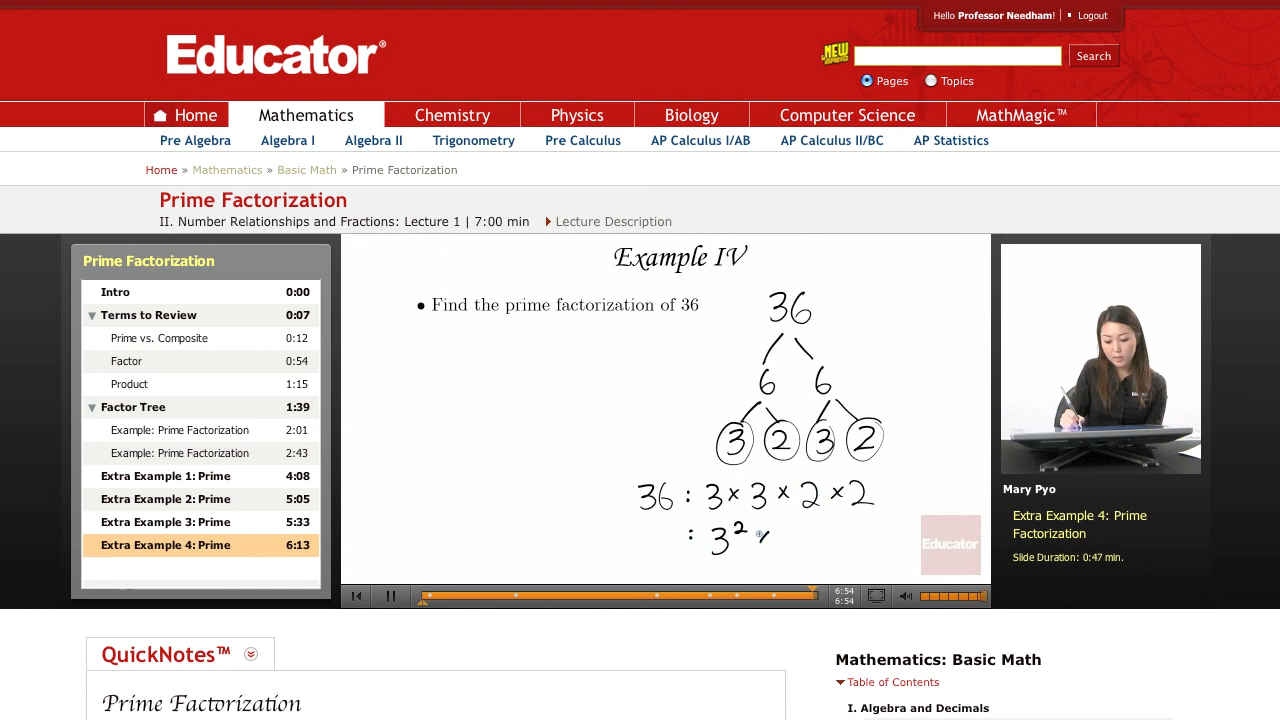 Hello Professor Needham! Logout
Educator®
NEW
Search
Pages Topics
Home Mathematics Chemistry Physics Biology Computer Science MathMagic™
Pre Algebra Algebra I Algebra II Trigonometry Pre Calculus AP Calculus I/AB AP Calculus II/BC AP Statistics
Home » Mathematics » Basic Math » Prime Factorization
Prime Factorization
II. Number Relationships and Fractions: Lecture 1 | 7:00 min Lecture Description
Prime Factorization
Intro 0:00
Terms to Review 0:07
Prime vs. Composite 0:12
Factor 0:54
Product 1:15
Factor Tree 1:39
Example: Prime Factorization 2:01
Example: Prime Factorization 2:43
Extra Example 1: Prime 4:08
Extra Example 2: Prime 5:05
Extra Example 3: Prime 5:33
Extra Example 4: Prime 6:13
Example IV
• Find the prime factorization of 36
36
6 6
3 2 3 2
36 : 3 × 3 × 2 × 2
: 3²
Educator
6:54
6:54
Mary Pyo
Extra Example 4: Prime
Factorization
Slide Duration: 0:47 min.
QuickNotes™
Prime Factorization
Mathematics: Basic Math
Table of Contents
I. Algebra and Decimals